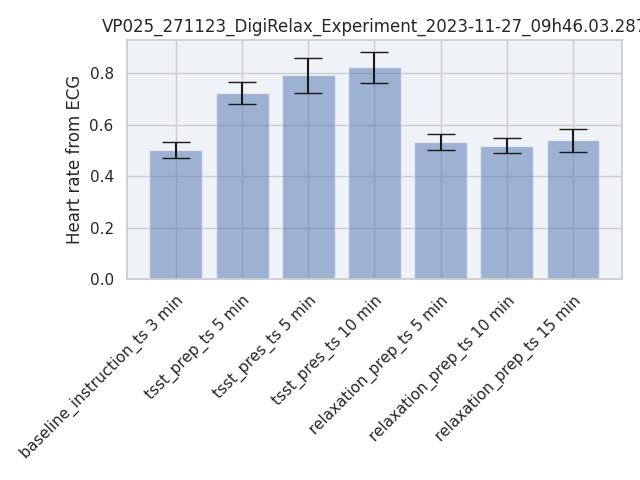 VP025_271123_DigiRelax_Experiment_2023-11-27_09h46.03.287
Heart rate from ECG
0.8
0.6
0.4
0.2
0.0
baseline_instruction_ts 3 min
tsst_prep_ts 5 min
tsst_pres_ts 5 min
tsst_pres_ts 10 min
relaxation_prep_ts 5 min
relaxation_prep_ts 10 min
relaxation_prep_ts 15 min